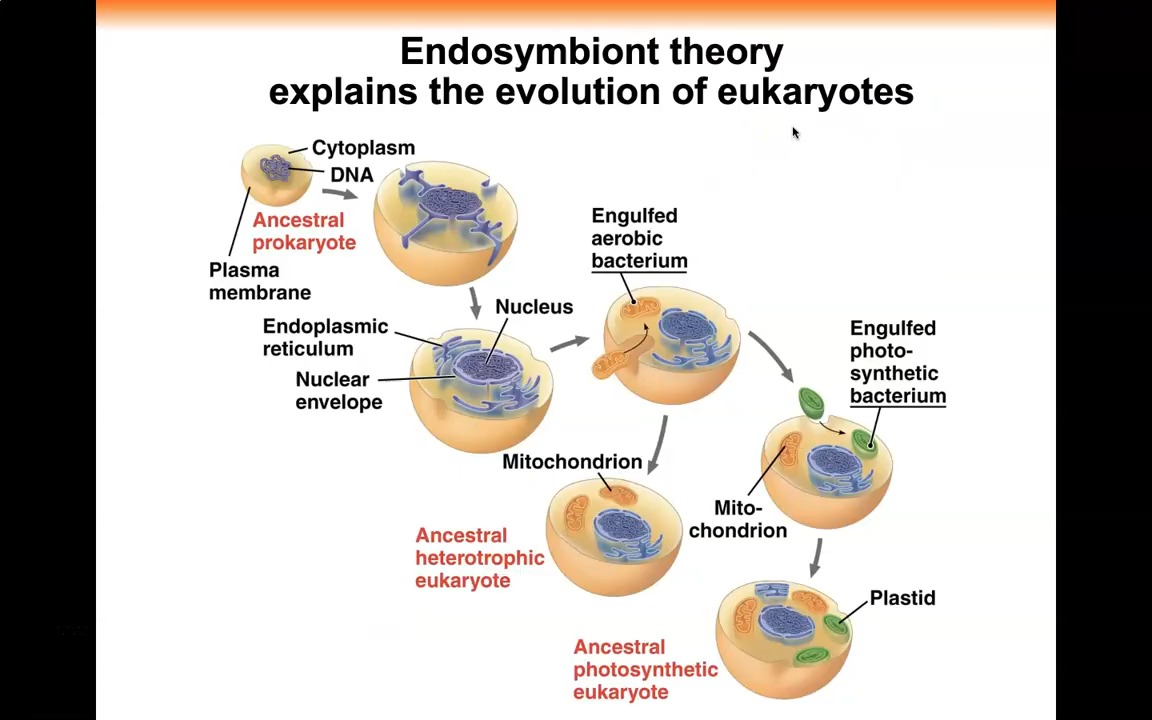 Endosymbiont theory
explains the evolution of eukaryotes
Cytoplasm
DNA
Ancestral
prokaryote
Plasma
membrane
Engulfed
aerobic
bacterium
Nucleus
Endoplasmic
reticulum
Nuclear
envelope
Engulfed
photo-
synthetic
bacterium
Mitochondrion
Mito-
chondrion
Ancestral
heterotrophic
eukaryote
Plastid
Ancestral
photosynthetic
eukaryote